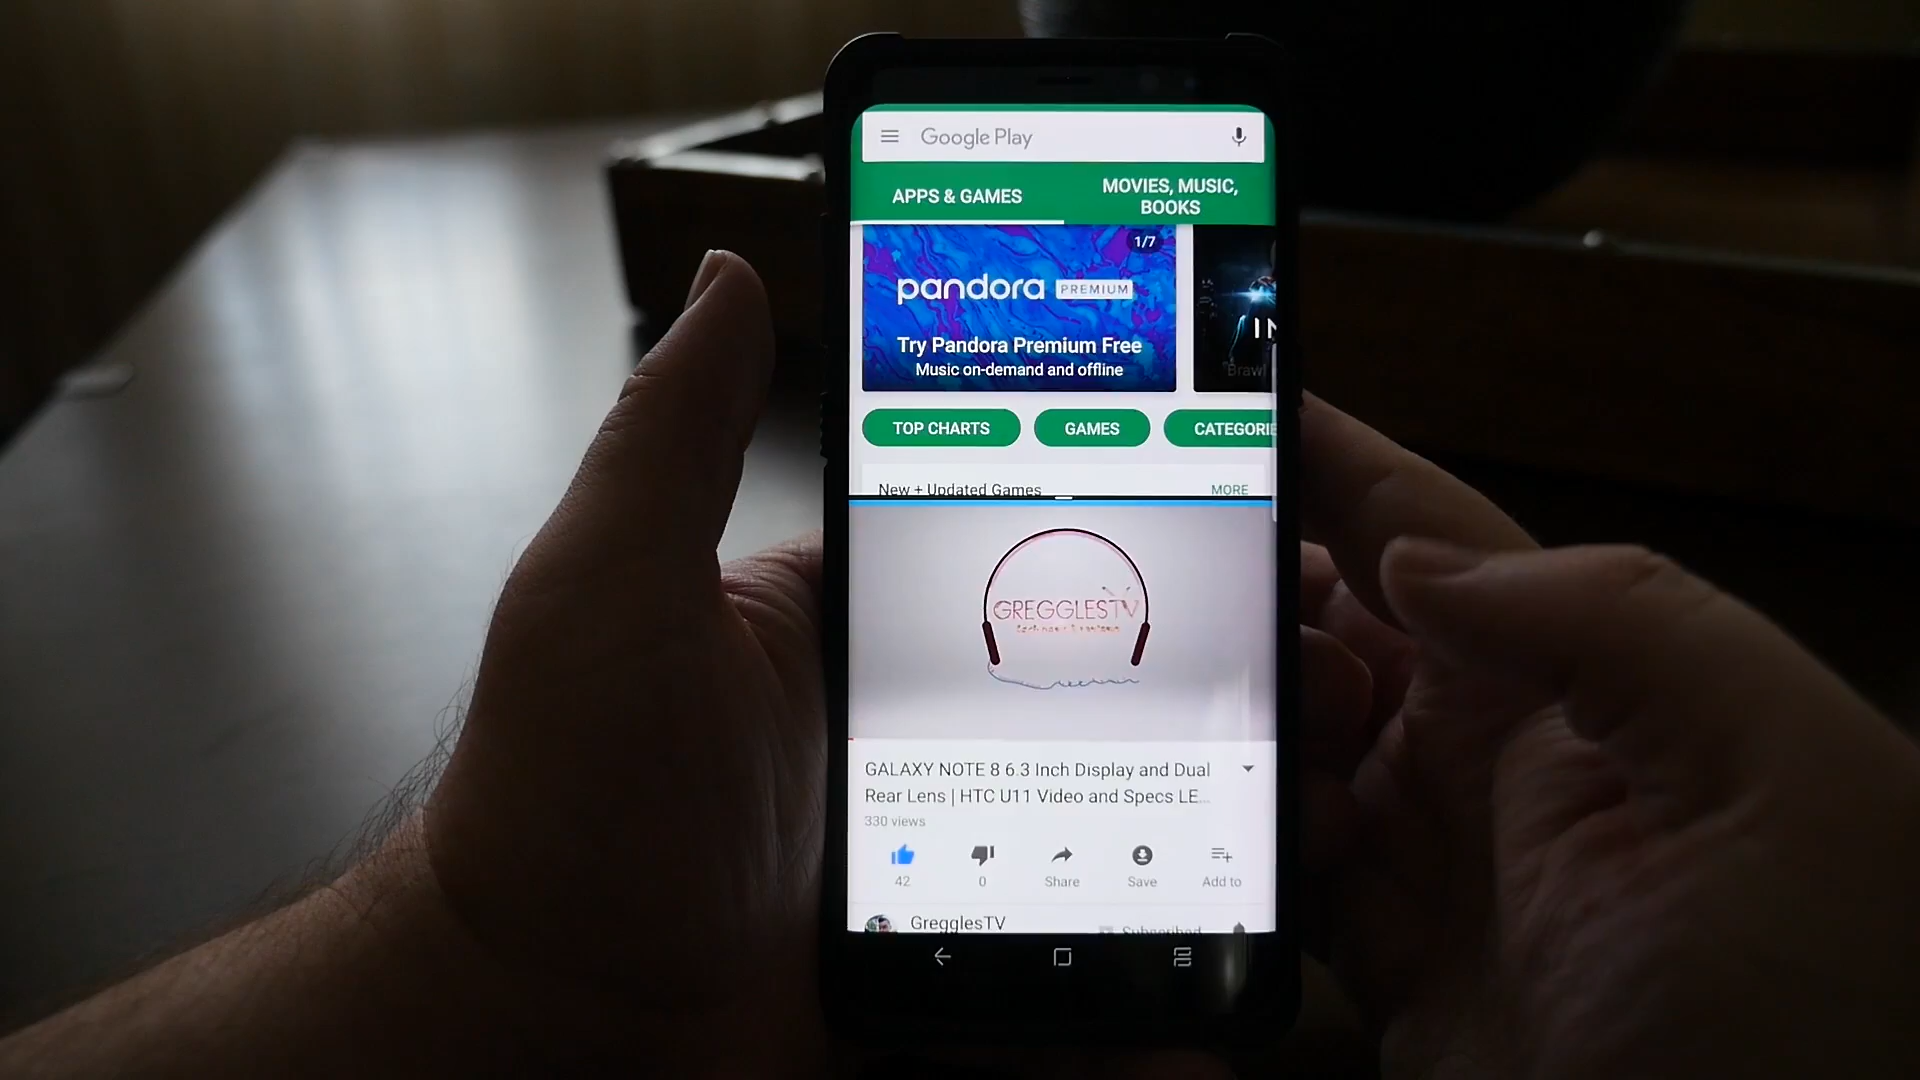 Google Play
APPS & GAMES
MOVIES, MUSIC,
BOOKS
1/7
pandora PREMIUM
Try Pandora Premium Free
Music on-demand and offline
IN
"Brawl
TOP CHARTS
GAMES
CATEGORIE
New + Updated Games
MORE
GREGGLESTV
GALAXY NOTE 8 6.3 Inch Display and Dual
Rear Lens | HTC U11 Video and Specs LE...
330 views
42
0
Share
Save
Add to
GregglesTV
Subscribed